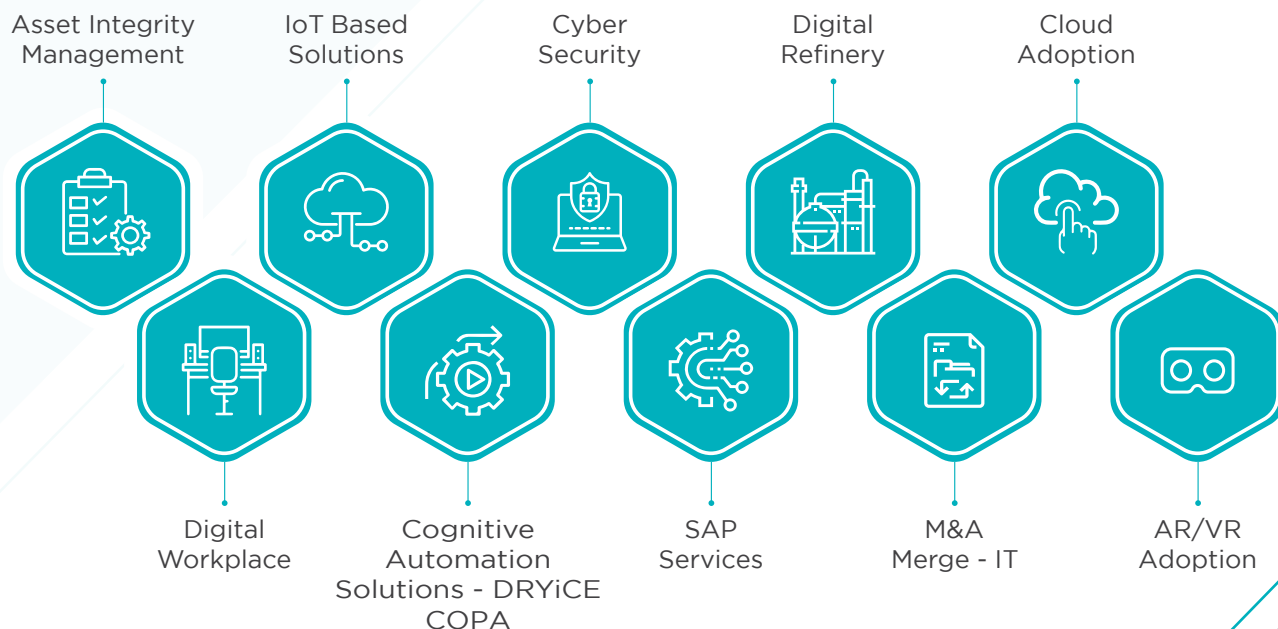 Asset Integrity
Management
IoT Based
Solutions
Cyber
Security
Digital
Refinery
Cloud
Adoption
Digital
Workplace
Cognitive
Automation
Solutions - DRYiCE
COPA
SAP
Services
M&A
Merge - IT
AR/VR
Adoption